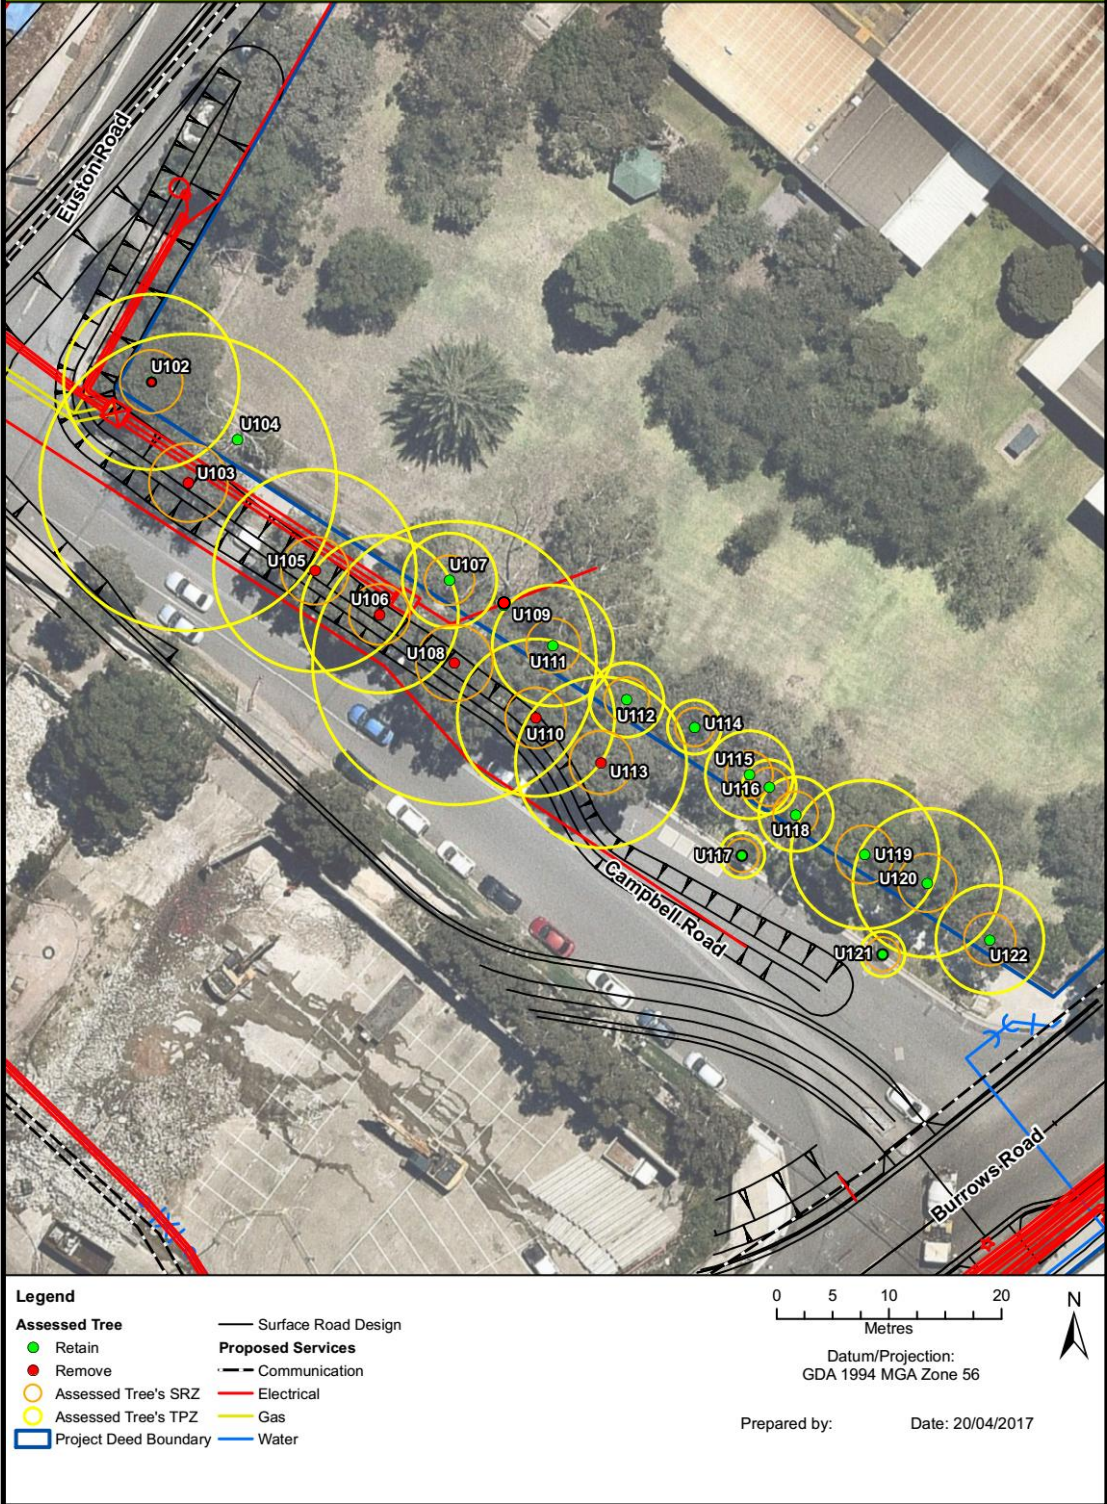 Euston Road
U102
U104
U103
U105
U107
U106
U109
U108
U111
U112
U114
U110
U113
U115
U116
U118
U117
U119
U120
Campbell Road
U121
U122
Burrows Road
Legend
Assessed Tree
Retain
Remove
Assessed Tree's SRZ
Assessed Tree's TPZ
Project Deed Boundary
Surface Road Design
Proposed Services
Communication
Electrical
Gas
Water
0 5 10 20
Metres
Datum/Projection:
GDA 1994 MGA Zone 56
N
Prepared by: Date: 20/04/2017